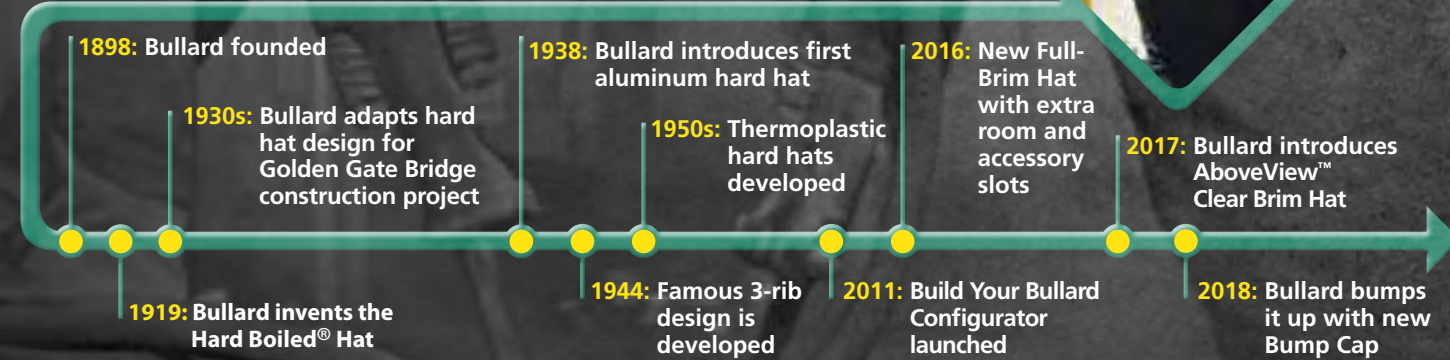 1898: Bullard founded
1919: Bullard invents the
Hard Boiled® Hat
1930s: Bullard adapts hard
hat design for
Golden Gate Bridge
construction project
1938: Bullard introduces first
aluminum hard hat
1944: Famous 3-rib
design is
developed
1950s: Thermoplastic
hard hats
developed
2011: Build Your Bullard
Configurator
launched
2016: New Full-
Brim Hat
with extra
room and
accessory
slots
2017: Bullard introduces
AboveView™
Clear Brim Hat
2018: Bullard bumps
it up with new
Bump Cap